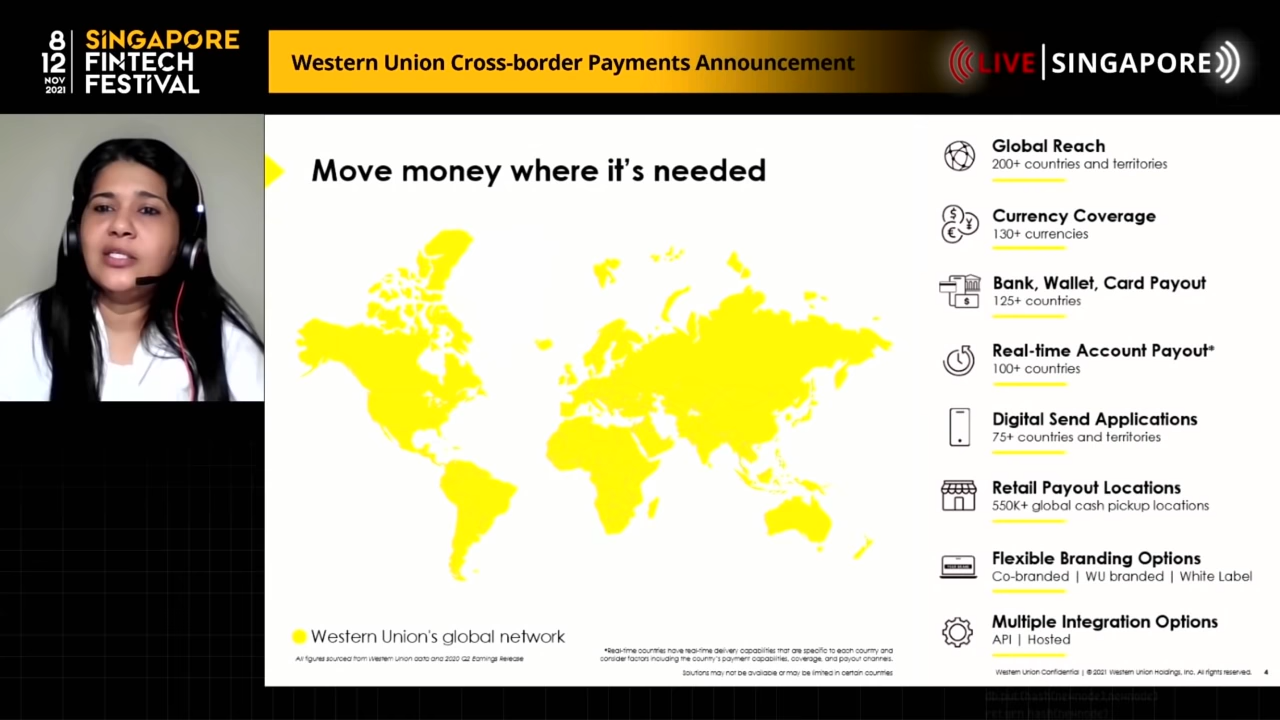 8
12
NOV
2021
SINGAPORE
FINTECH
FESTIVAL
Western Union Cross-border Payments Announcement
LIVE
SINGAPORE
Move money where it's needed
Global Reach
200+ countries and territories
Currency Coverage
130+ currencies
Bank, Wallet, Card Payout
125+ countries
Real-time Account Payout*
100+ countries
Digital Send Applications
75+ countries and territories
Retail Payout Locations
550K+ global cash pickup locations
Flexible Branding Options
Co-branded | WU branded | White Label
Multiple Integration Options
API | Hosted
Western Union's global network
All figures sourced from Western Union data and 2020 Q2 Earnings Release
*Real-time countries have real-time delivery capabilities that are specific to each country and
consider factors including the country's payment capabilities, coverage, and payout channels.
Solutions may not be available or may be limited in certain countries
Western Union Confidential | © 2021 Western Union Holdings, Inc. All rights reserved. 4